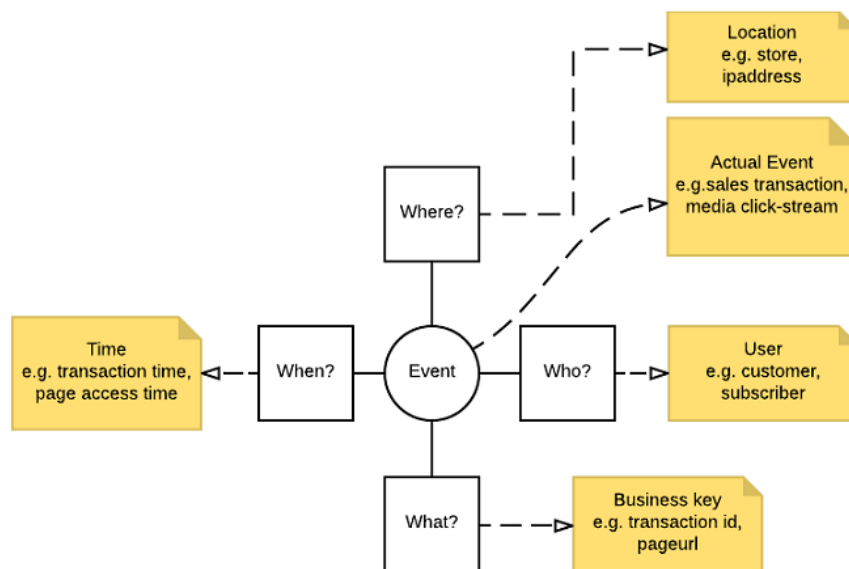 Location
e.g. store,
ipaddress
Actual Event
e.g.sales transaction,
media click-stream
Where?
Time
e.g. transaction time,
page access time
When?
Event
Who?
User
e.g. customer,
subscriber
What?
Business key
e.g. transaction id,
pageurl